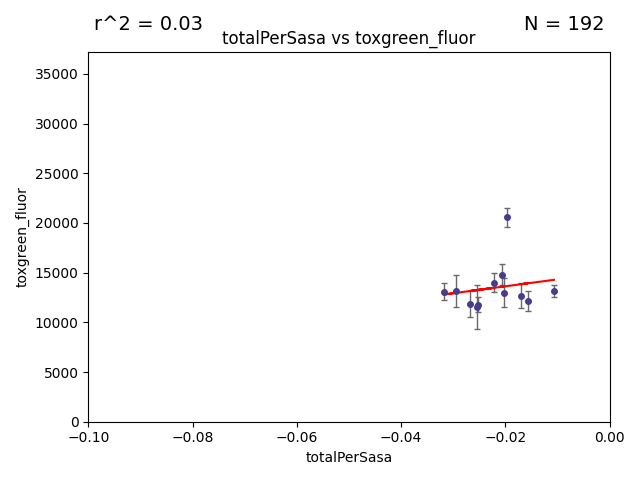 r^2 = 0.03
N = 192
totalPerSasa vs toxgreen_fluor
35000
30000
25000
20000
15000
10000
5000
0
toxgreen_fluor
−0.10
−0.08
−0.06
−0.04
−0.02
0.00
totalPerSasa